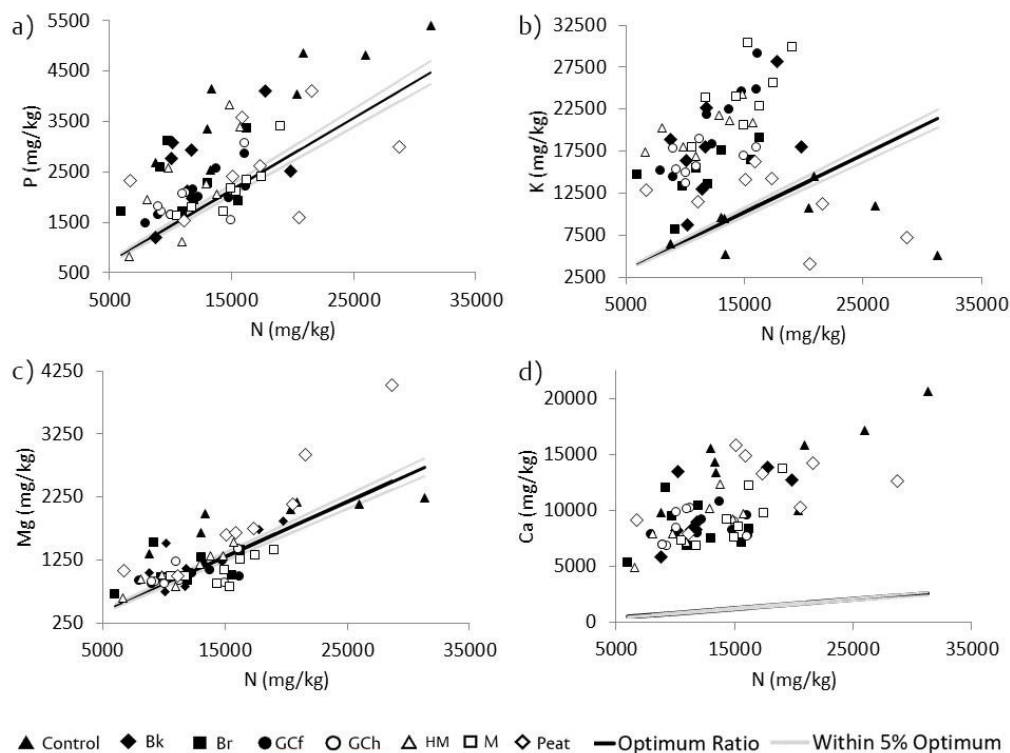 a)
5500
4500
3500
2500
1500
500
P (mg/kg)
5000 15000 25000 35000
N (mg/kg)
b)
27500
22500
17500
12500
7500
2500
K (mg/kg)
5000 15000 25000 35000
N (mg/kg)
c)
4250
3250
2250
1250
250
Mg (mg/kg)
5000 15000 25000 35000
N (mg/kg)
d)
20000
15000
10000
5000
0
Ca (mg/kg)
5000 15000 25000 35000
N (mg/kg)
Control Bk Br GCf GCh HM M Peat Optimum Ratio Within 5% Optimum